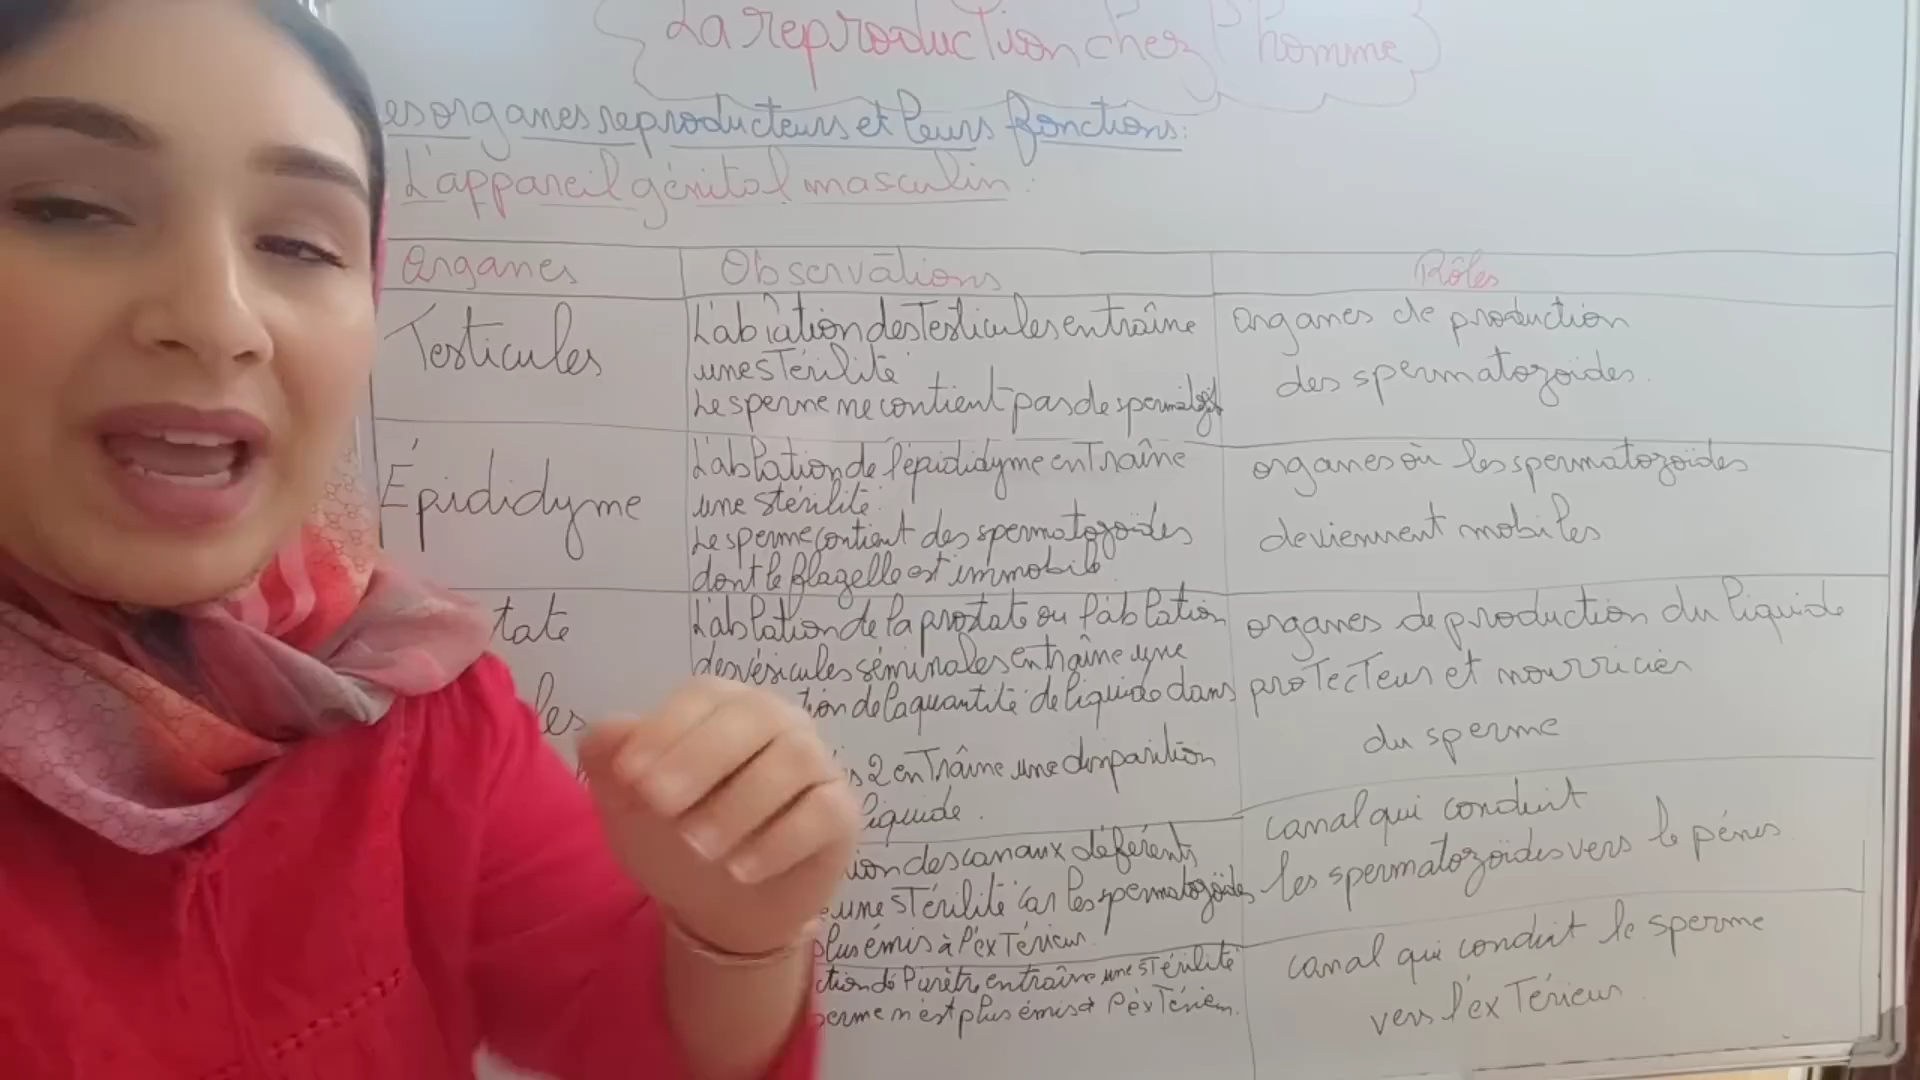 La reproduction chez l'homme
es organes reproducteurs et leurs fonctions:
L'appareil génital masculin:
Organes
Observations
Rôles
Testicules
L'ablation des Testicules entraîne
une stérilité
Le sperme ne contient pas de
organes de production
des spermatozoïdes.
Épididyme
L'ablation de l'épididyme entraîne
une stérilité.
Le sperme contient des spermatozoïdes
dont le flagelle est immobile
organes où les spermatozoïdes
deviennent mobiles
tate
les
L'ablation de la prostate ou l'ablation
des vésicules séminales entraîne une
tion de la quantité de liquide dans
s 2 entraîne une disparition
liquide.
organes de production du liquide
protecteur et nourricier
du sperme
ion des canaux déférents
une stérilité car les spermatozoïdes
plus émis à l'extérieur.
canal qui conduit
les spermatozoïdes vers le pénis.
ction de l'urètre entraîne une stérilité
perme n'est plus émis à l'extérieur.
canal qui conduit le sperme
vers l'extérieur